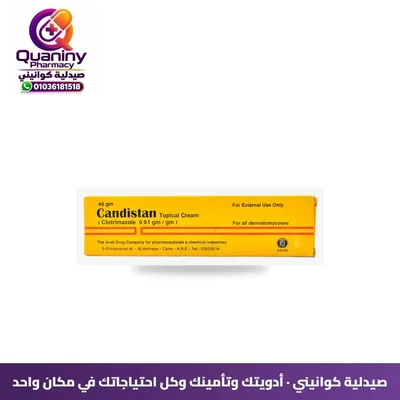 Quaniny
Pharmacy
صيدلية كوانيني
01036181518
40 gm
Candistan Topical Cream
( Clotrimazole 0.01 gm / gm )
For External Use Only
For all dermatomycoses
The Arab Drug Company for pharmaceuticals & chemical industries
Cairo - A.R.E.
صيدلية كوانيني - أدويتك وتأمينك وكل احتياجاتك في مكان واحد